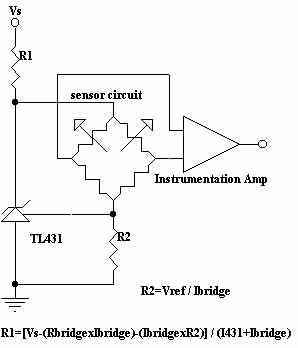 Vs
R1
sensor circuit
Instrumentation Amp
TL431
R2
R2=Vref / Ibridge
R1=[Vs-(RbridgexIbridge)-(IbridgexR2)] / (I431+Ibridge)